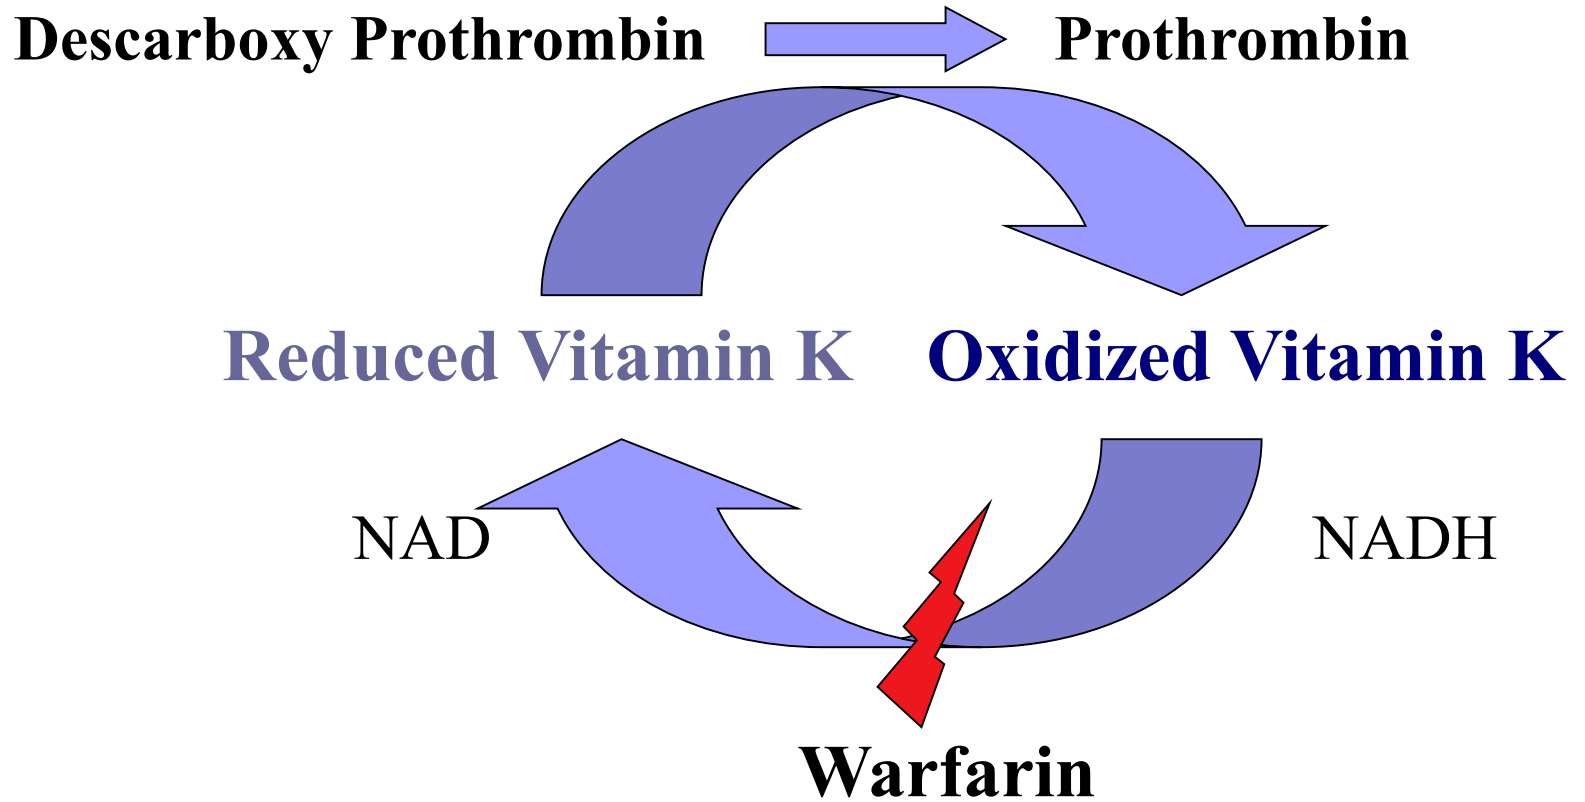 Descarboxy Prothrombin
Prothrombin
Reduced Vitamin K
Oxidized Vitamin K
NAD
NADH
Warfarin